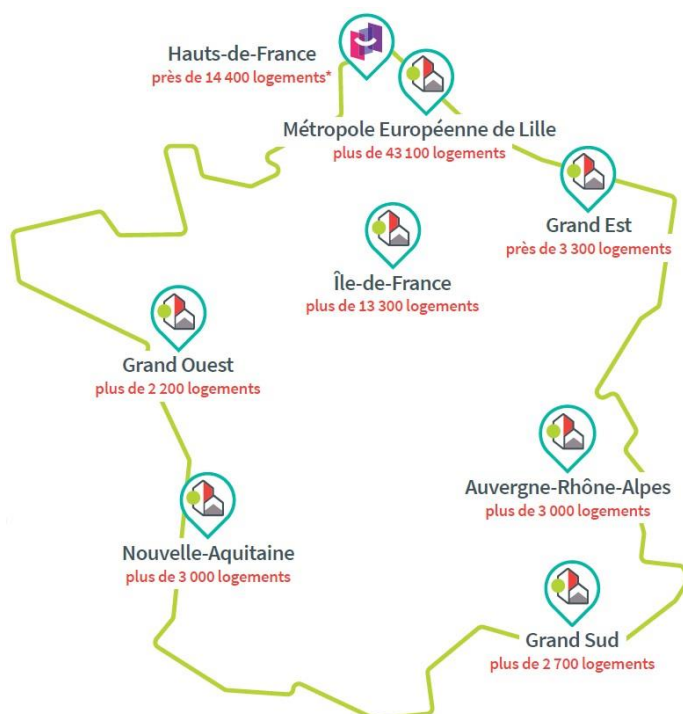 Hauts-de-France
près de 14 400 logements*
Métropole Européenne de Lille
plus de 43 100 logements
Grand Est
près de 3 300 logements
Île-de-France
plus de 13 300 logements
Grand Ouest
plus de 2 200 logements
Auvergne-Rhône-Alpes
plus de 3 000 logements
Nouvelle-Aquitaine
plus de 3 000 logements
Grand Sud
plus de 2 700 logements